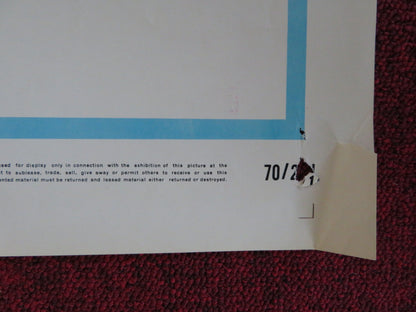 sed for display only in connection with the exhibition of this picture at the
t to sublease, trade, sell, give away or permit others to receive or use this
nted material must be returned and leased material either returned or destroyed.
70/2
1